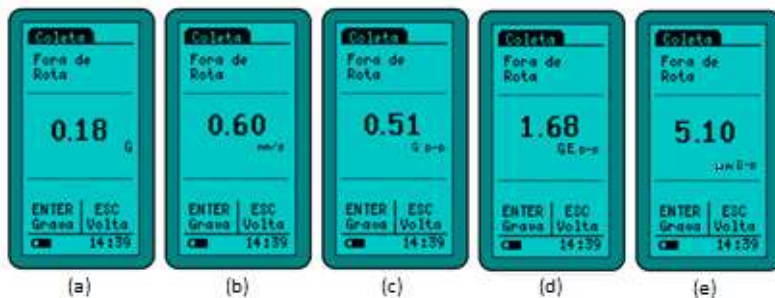 Coleta
Fora de
Rota
0.18
G
ENTER ESC
Grava Volta
14:39
(a)
Coleta
Fora de
Rota
0.60
mm/s
ENTER ESC
Grava Volta
14:39
(b)
Coleta
Fora de
Rota
0.51
G p-p
ENTER ESC
Grava Volta
14:39
(c)
Coleta
Fora de
Rota
1.68
GE p-p
ENTER ESC
Grava Volta
14:39
(d)
Coleta
Fora de
Rota
5.10
ENTER ESC
Grava Volta
14:39
(e)